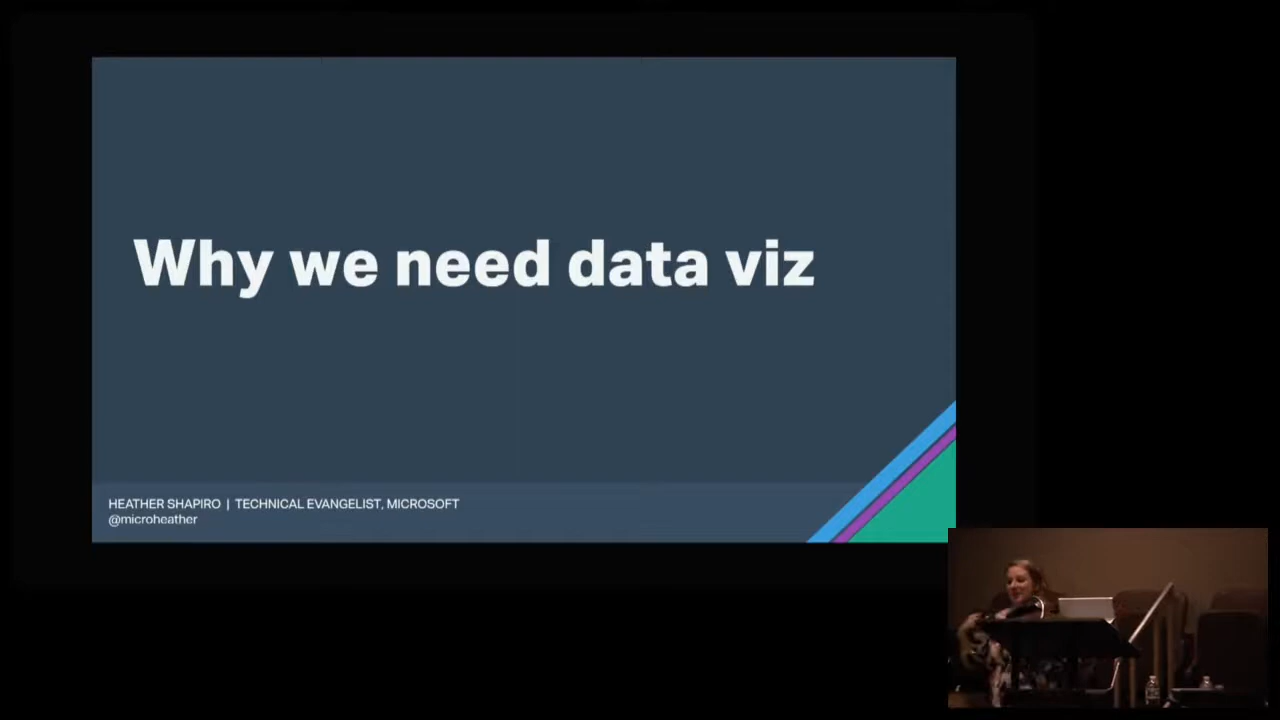 Why we need data viz
HEATHER SHAPIRO | TECHNICAL EVANGELIST, MICROSOFT
@microheather